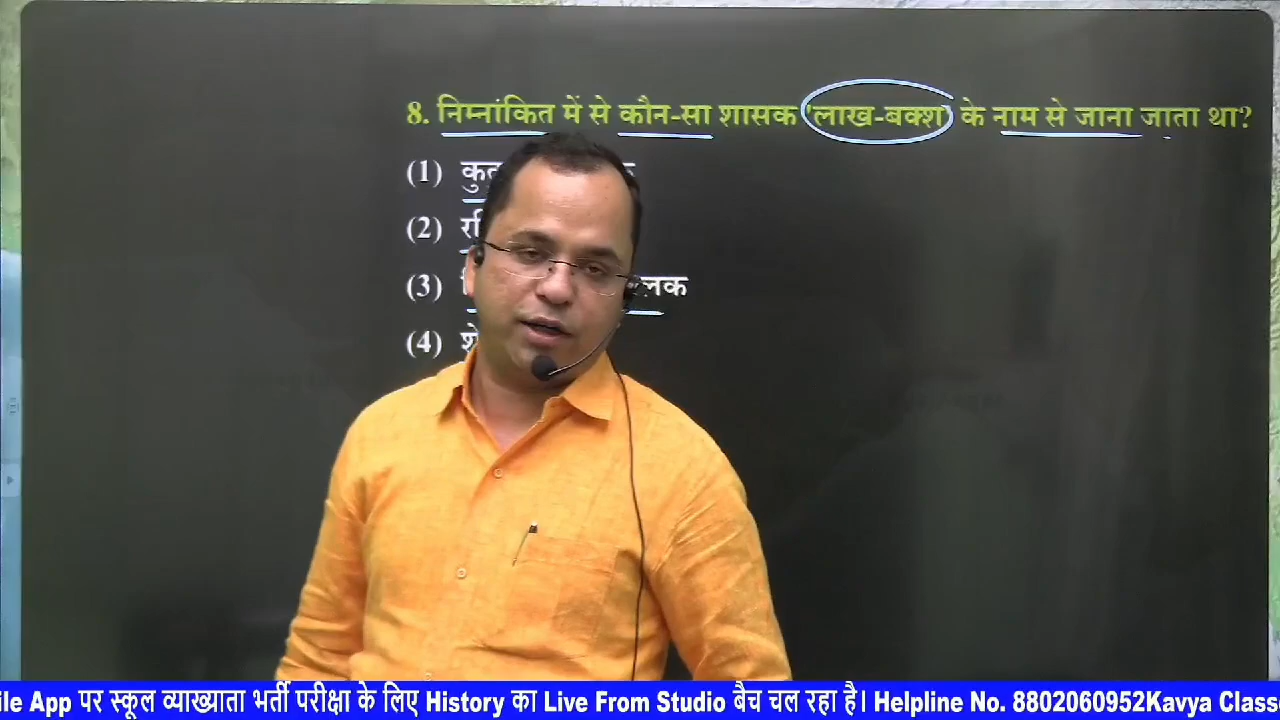 8. निम्नांकित में से कौन-सा शासक 'लाख-बक्श' के नाम से जाना जाता था?
(1)
(2)
(3)
(4)
ile App पर स्कूल व्याख्याता भर्ती परीक्षा के लिए History का Live From Studio बैच चल रहा है। Helpline No. 8802060952Kavya Class